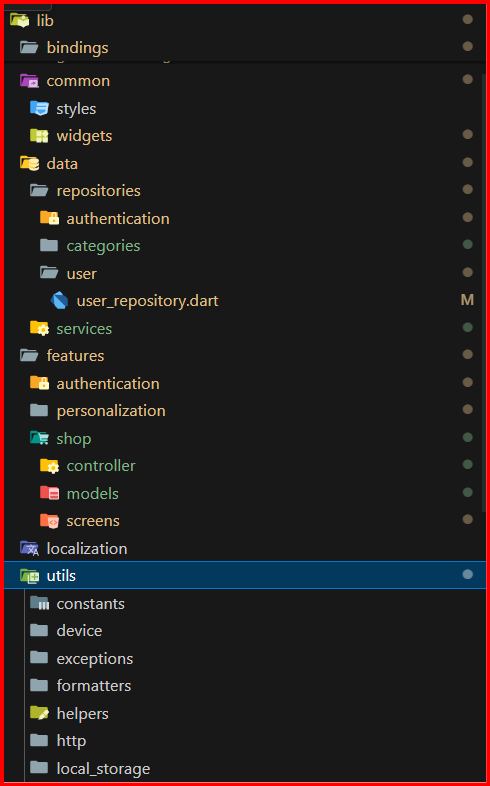 lib
bindings
common
styles
widgets
data
repositories
authentication
categories
user
user_repository.dart M
services
features
authentication
personalization
shop
controller
models
screens
localization
utils
constants
device
exceptions
formatters
helpers
http
local_storage